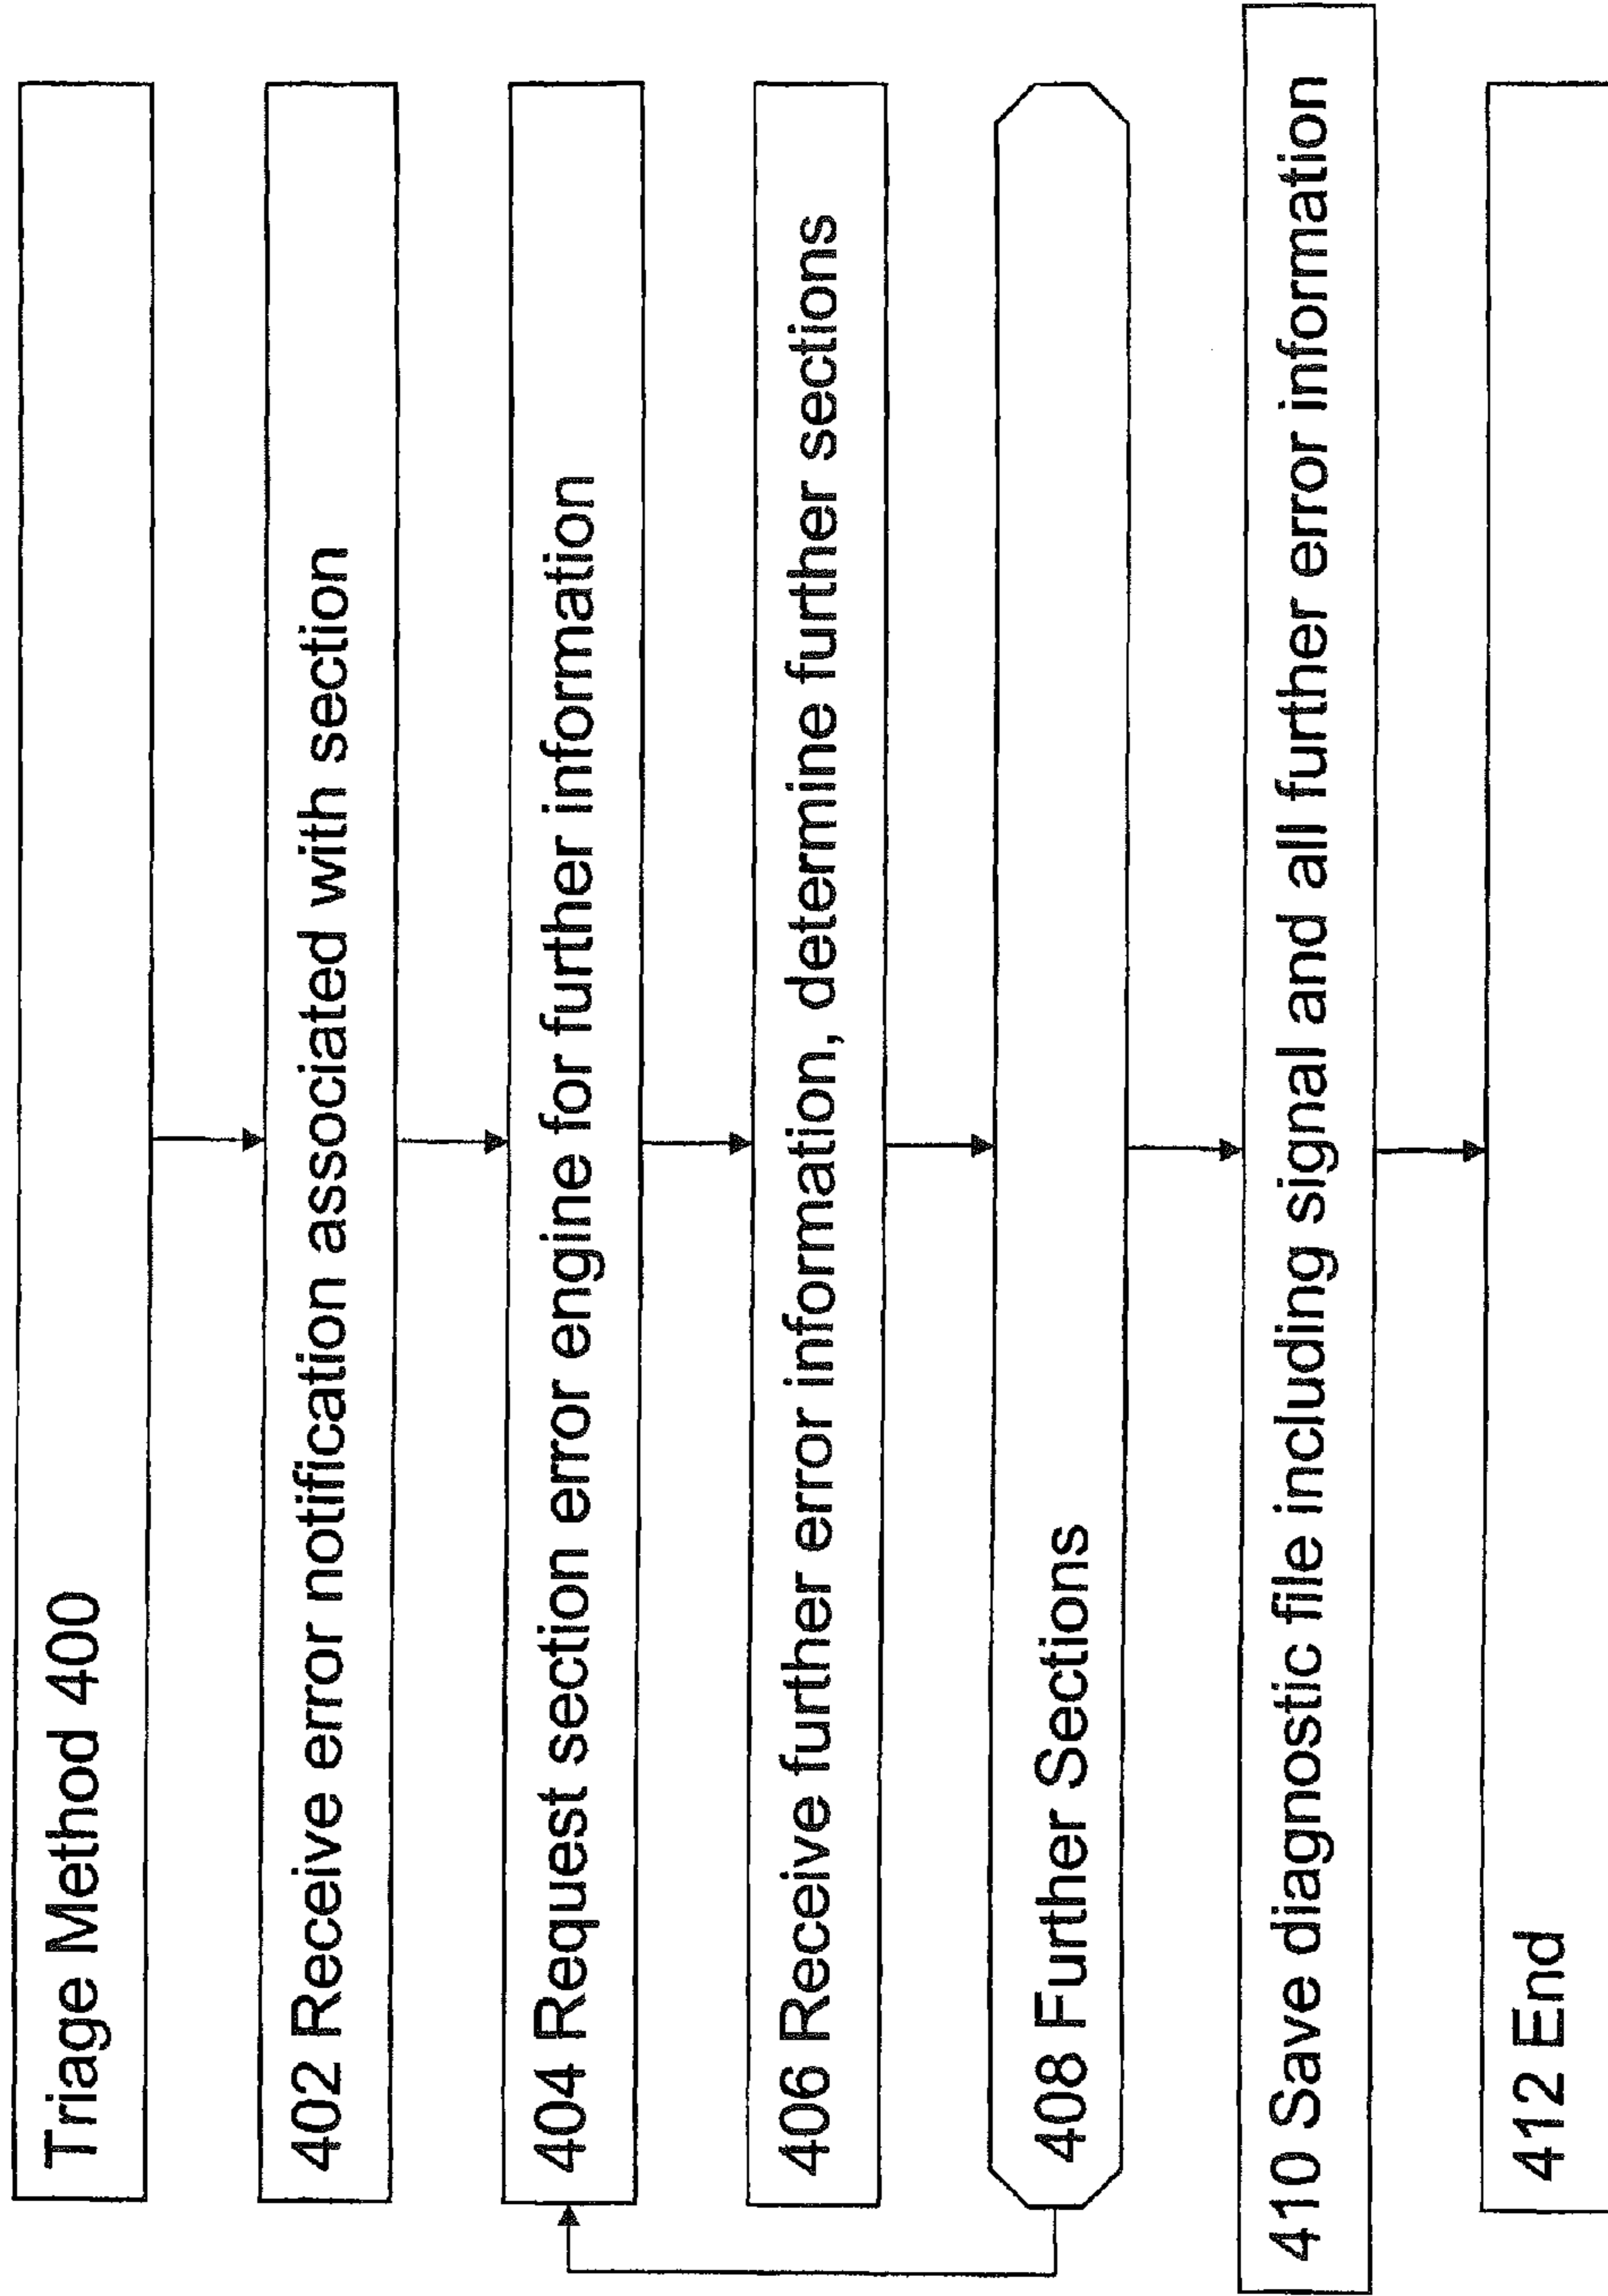 Triage Method 400
402 Receive error notification associated with section
404 Request section error engine for further information
406 Receive further error information, determine further sections
408 Further Sections
410 Save diagnostic file including signal and all further error information
412 End